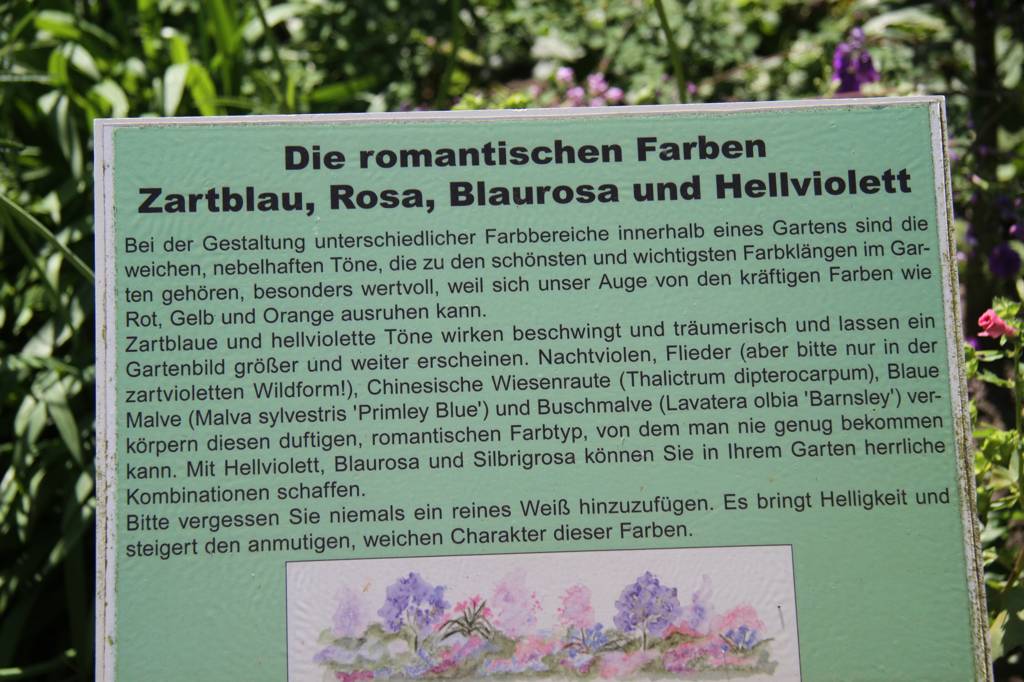 Die romantischen Farben
Zartblau, Rosa, Blaurosa und Hellviolett
Bei der Gestaltung unterschiedlicher Farbbereiche innerhalb eines Gartens sind die
weichen, nebelhaften Töne, die zu den schönsten und wichtigsten Farbklängen im Gar-
ten gehören, besonders wertvoll, weil sich unser Auge von den kräftigen Farben wie
Rot, Gelb und Orange ausruhen kann.
Zartblaue und hellviolette Töne wirken beschwingt und träumerisch und lassen ein
Gartenbild größer und weiter erscheinen. Nachtviolen, Flieder (aber bitte nur in der
zartvioletten Wildform!), Chinesische Wiesenraute (Thalictrum dipterocarpum), Blaue
Malve (Malva sylvestris 'Primley Blue') und Buschmalve (Lavatera olbia 'Barnsley') ver-
körpern diesen duftigen, romantischen Farbtyp, von dem man nie genug bekommen
kann. Mit Hellviolett, Blaurosa und Silbrigrosa können Sie in Ihrem Garten herrliche
Kombinationen schaffen.
Bitte vergessen Sie niemals ein reines Weiß hinzuzufügen. Es bringt Helligkeit und
steigert den anmutigen, weichen Charakter dieser Farben.